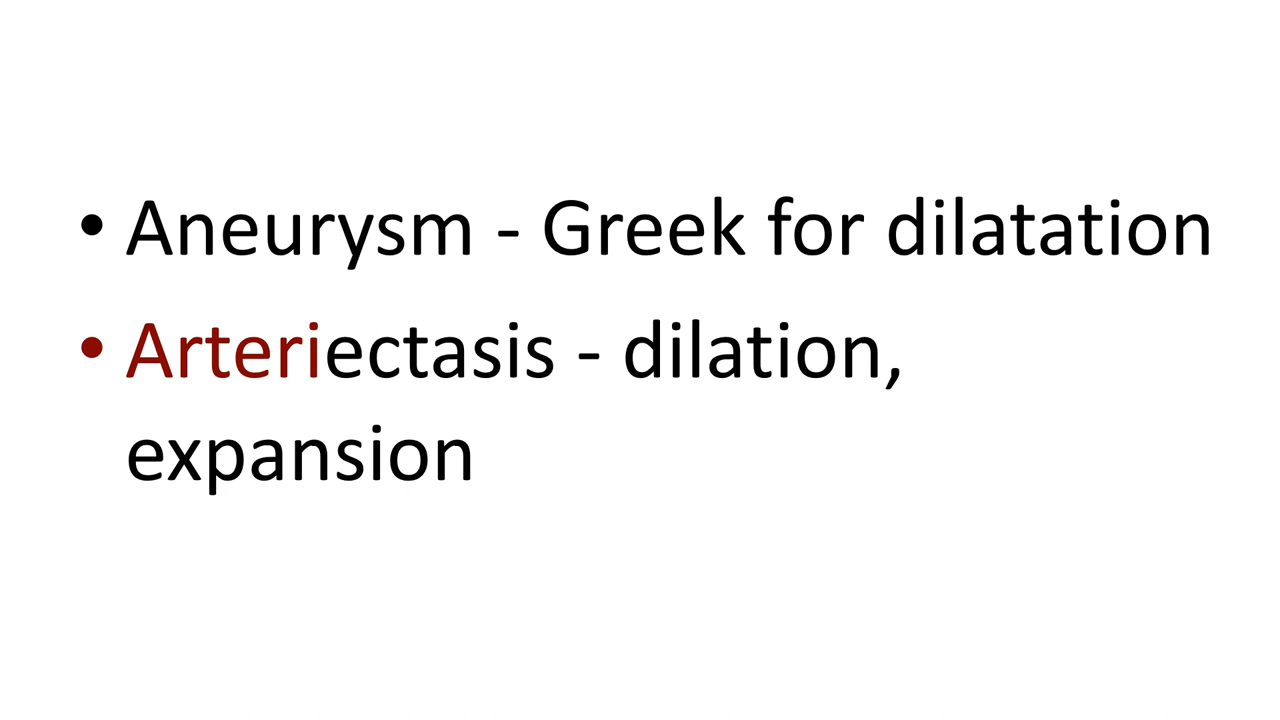 • Aneurysm - Greek for dilatation
• Arteriectasis - dilation,
expansion